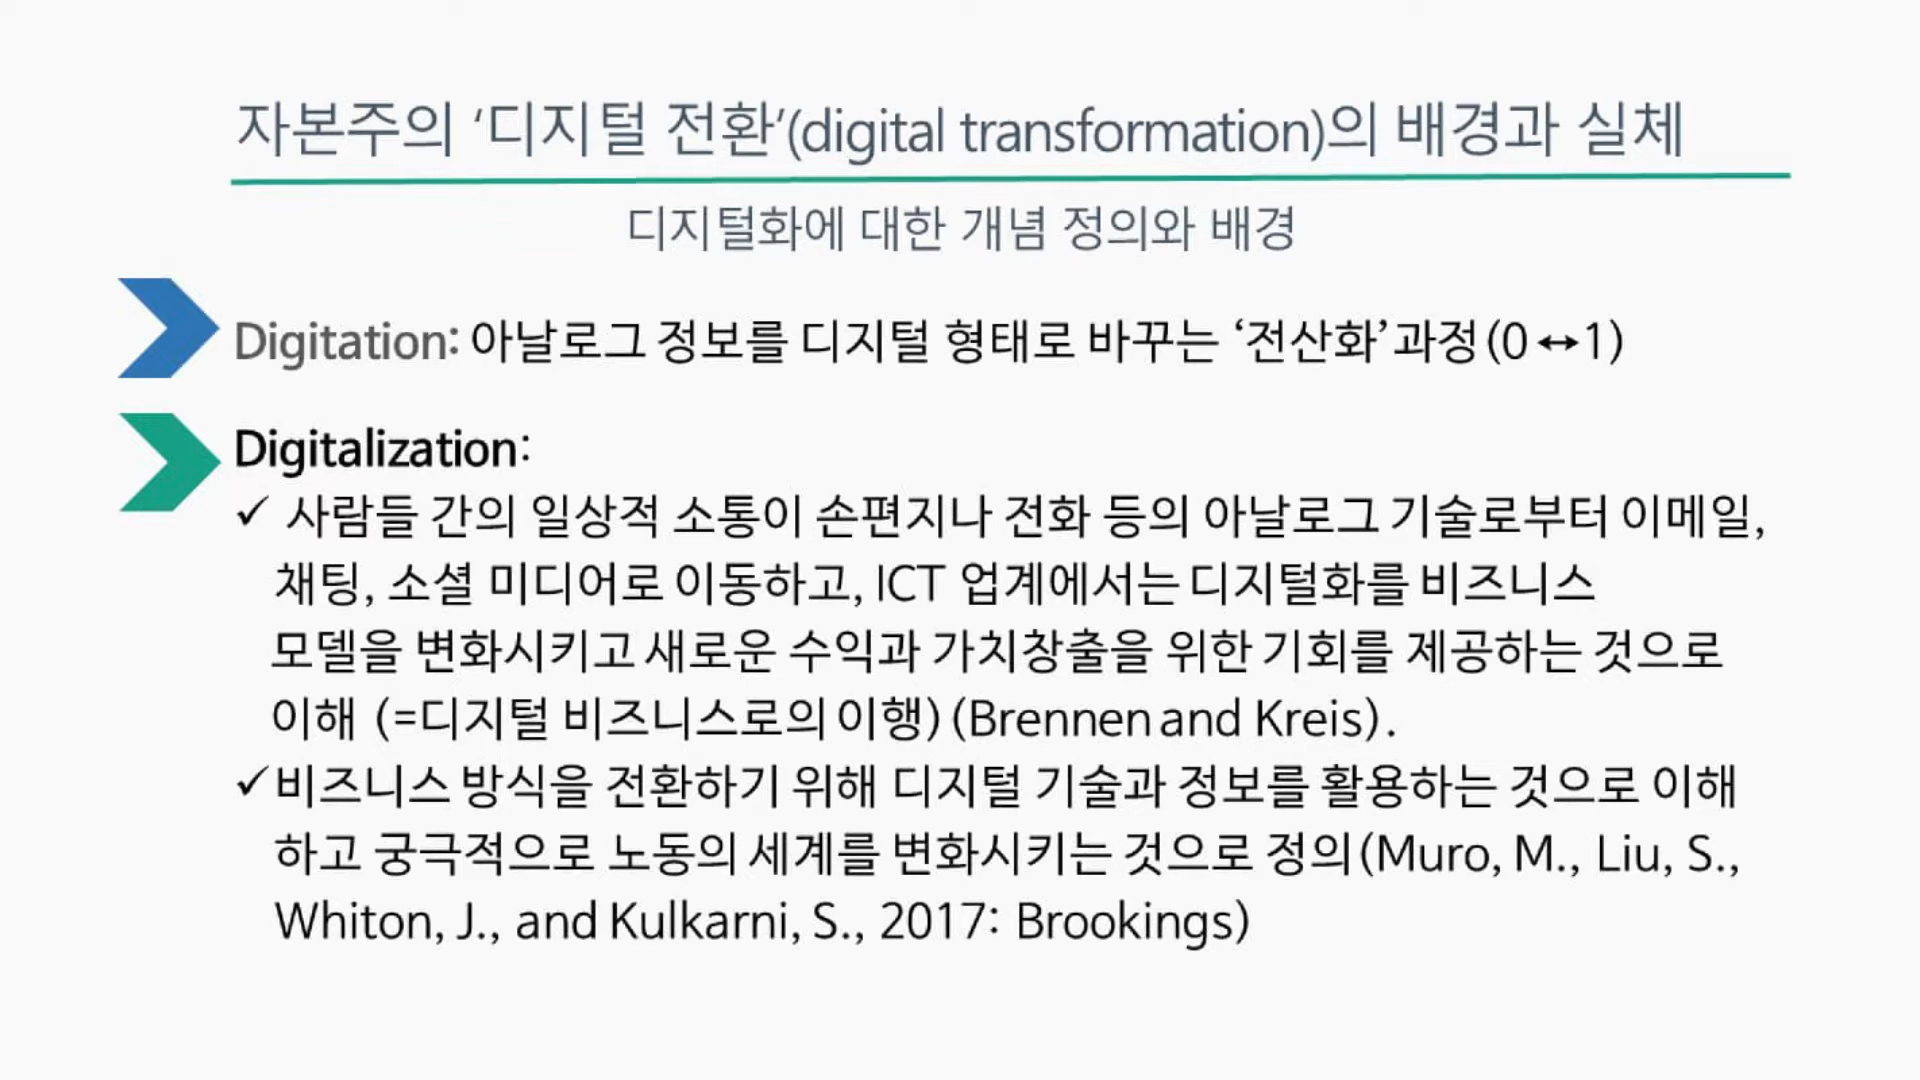 자본주의 ‘디지털 전환’(digital transformation)의 배경과 실체
디지털화에 대한 개념 정의와 배경
Digitation: 아날로그 정보를 디지털 형태로 바꾸는 ‘전산화’과정(0↔1)
Digitalization:
✓ 사람들 간의 일상적 소통이 손편지나 전화 등의 아날로그 기술로부터 이메일,
채팅, 소셜 미디어로 이동하고, ICT 업계에서는 디지털화를 비즈니스
모델을 변화시키고 새로운 수익과 가치창출을 위한 기회를 제공하는 것으로
이해 (=디지털 비즈니스로의 이행) (Brennen and Kreis).
✓ 비즈니스 방식을 전환하기 위해 디지털 기술과 정보를 활용하는 것으로 이해
하고 궁극적으로 노동의 세계를 변화시키는 것으로 정의(Muro, M., Liu, S.,
Whiton, J., and Kulkarni, S., 2017: Brookings)